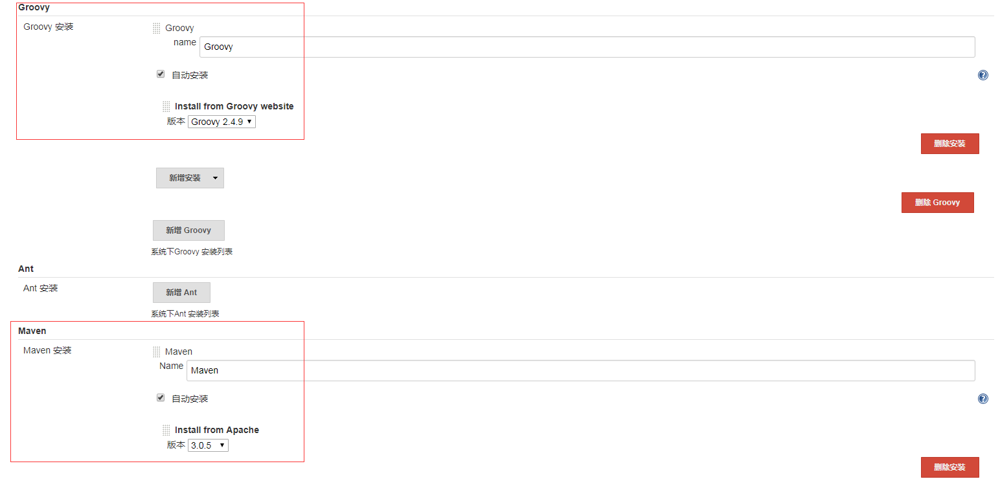 Groovy
Groovy 安装
Groovy
name
Groovy
自动安装
Install from Groovy website
版本
Groovy 2.4.9
删除安装
新增安装
删除 Groovy
新增 Groovy
系统下Groovy 安装列表
Ant
Ant 安装
新增 Ant
系统下Ant 安装列表
Maven
Maven 安装
Maven
Name
Maven
自动安装
Install from Apache
版本
3.0.5
删除安装